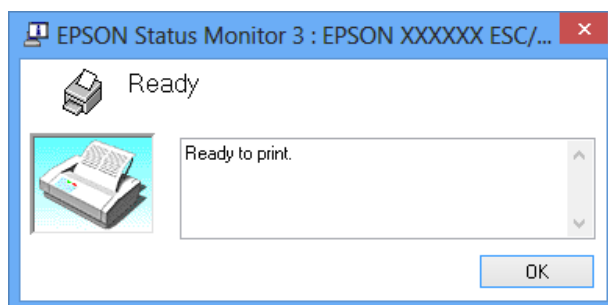 EPSON Status Monitor 3 : EPSON XXXXXX ESC/...
Ready
Ready to print.
OK